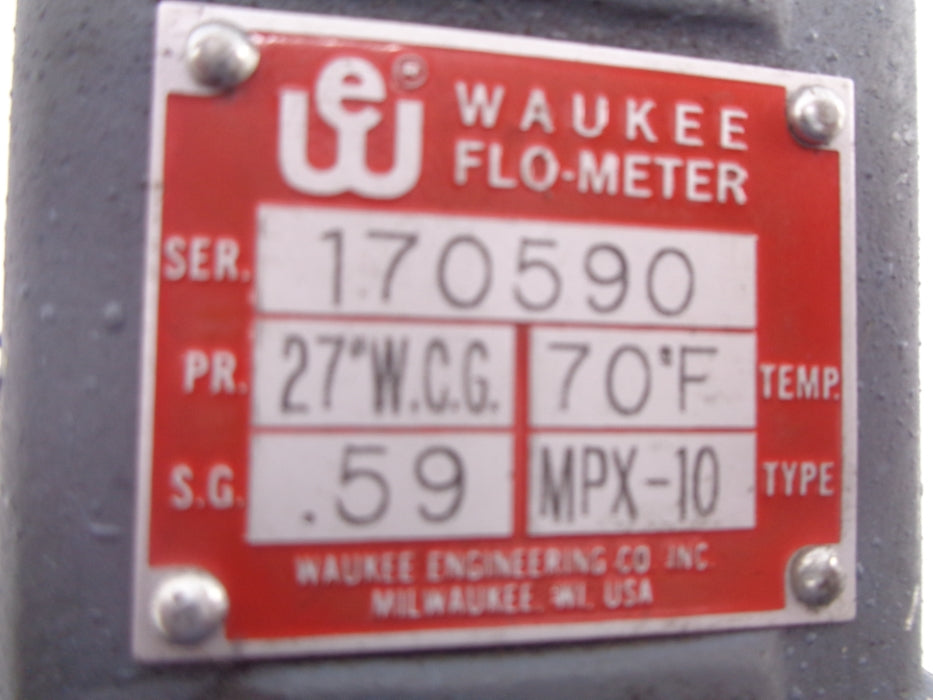 we ®
WAUKEE
FLO-METER
SER. 170590
PR. 27"W.C.G. 70°F TEMP.
S.G. .59 MPX-10 TYPE
WAUKEE ENGINEERING CO INC.
MILWAUKEE, WI. USA